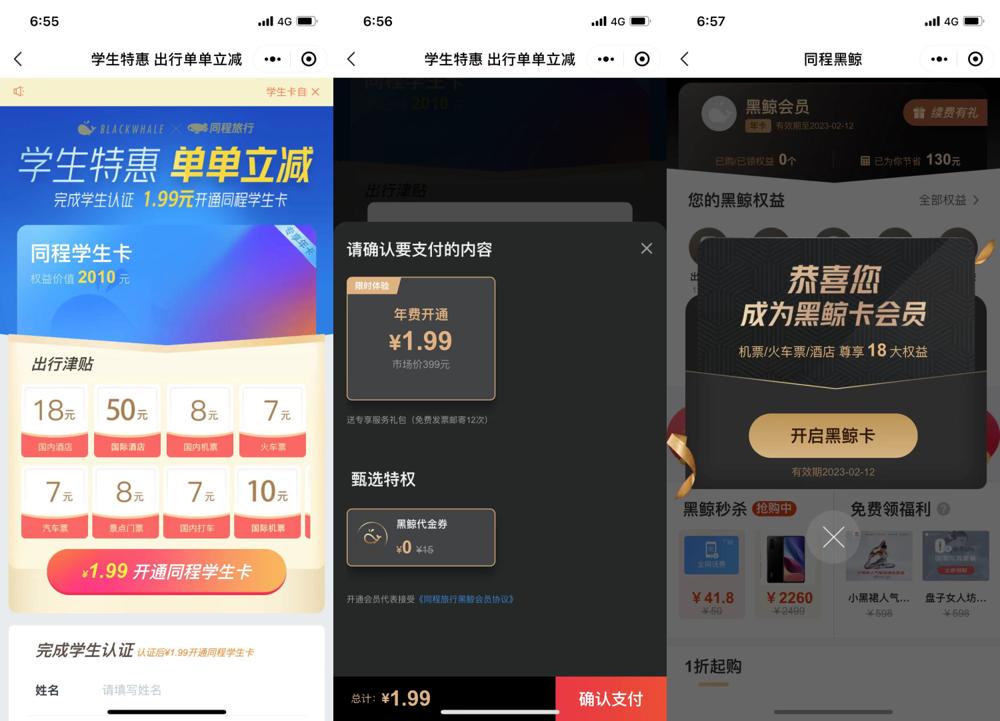 6:55
4G
学生特惠 出行单单立减
学生卡自
BLACKWHALE × 同程旅行
学生特惠 单单立减
完成学生认证 1.99元开通同程学生卡
专享年卡
同程学生卡
权益价值 2010 元
出行津贴
18元 50元 8元 7元
国内酒店 国际酒店 国内机票 火车票
7元 8元 7元 10元
汽车票 景点门票 国内打车 国际机票
¥1.99 开通同程学生卡
完成学生认证 认证后¥1.99开通同程学生卡
姓名 请填写姓名
6:56
4G
学生特惠 出行单单立减
同程学生卡
权益价值 2010 元
出行津贴
请确认要支付的内容
限时体验
年费开通
¥1.99
市场价399元
送专享服务礼包（免费发票邮寄12次）
甄选特权
黑鲸代金券
¥0 ¥15
开通会员代表接受《同程旅行黑鲸会员协议》
总计: ¥1.99
确认支付
6:57
4G
同程黑鲸
黑鲸会员
年卡 有效期至2023-02-12
续费有礼
已购/已领权益 0个
已为你节省 130元
您的黑鲸权益
全部权益
恭喜您
成为黑鲸卡会员
机票/火车票/酒店 尊享 18 大权益
开启黑鲸卡
有效期2023-02-12
黑鲸秒杀 抢购中
免费领福利
全网话费
¥41.8
¥50
¥2260
¥2499
小黑裙人气...
¥598
盘子女人坊...
¥598
1折起购